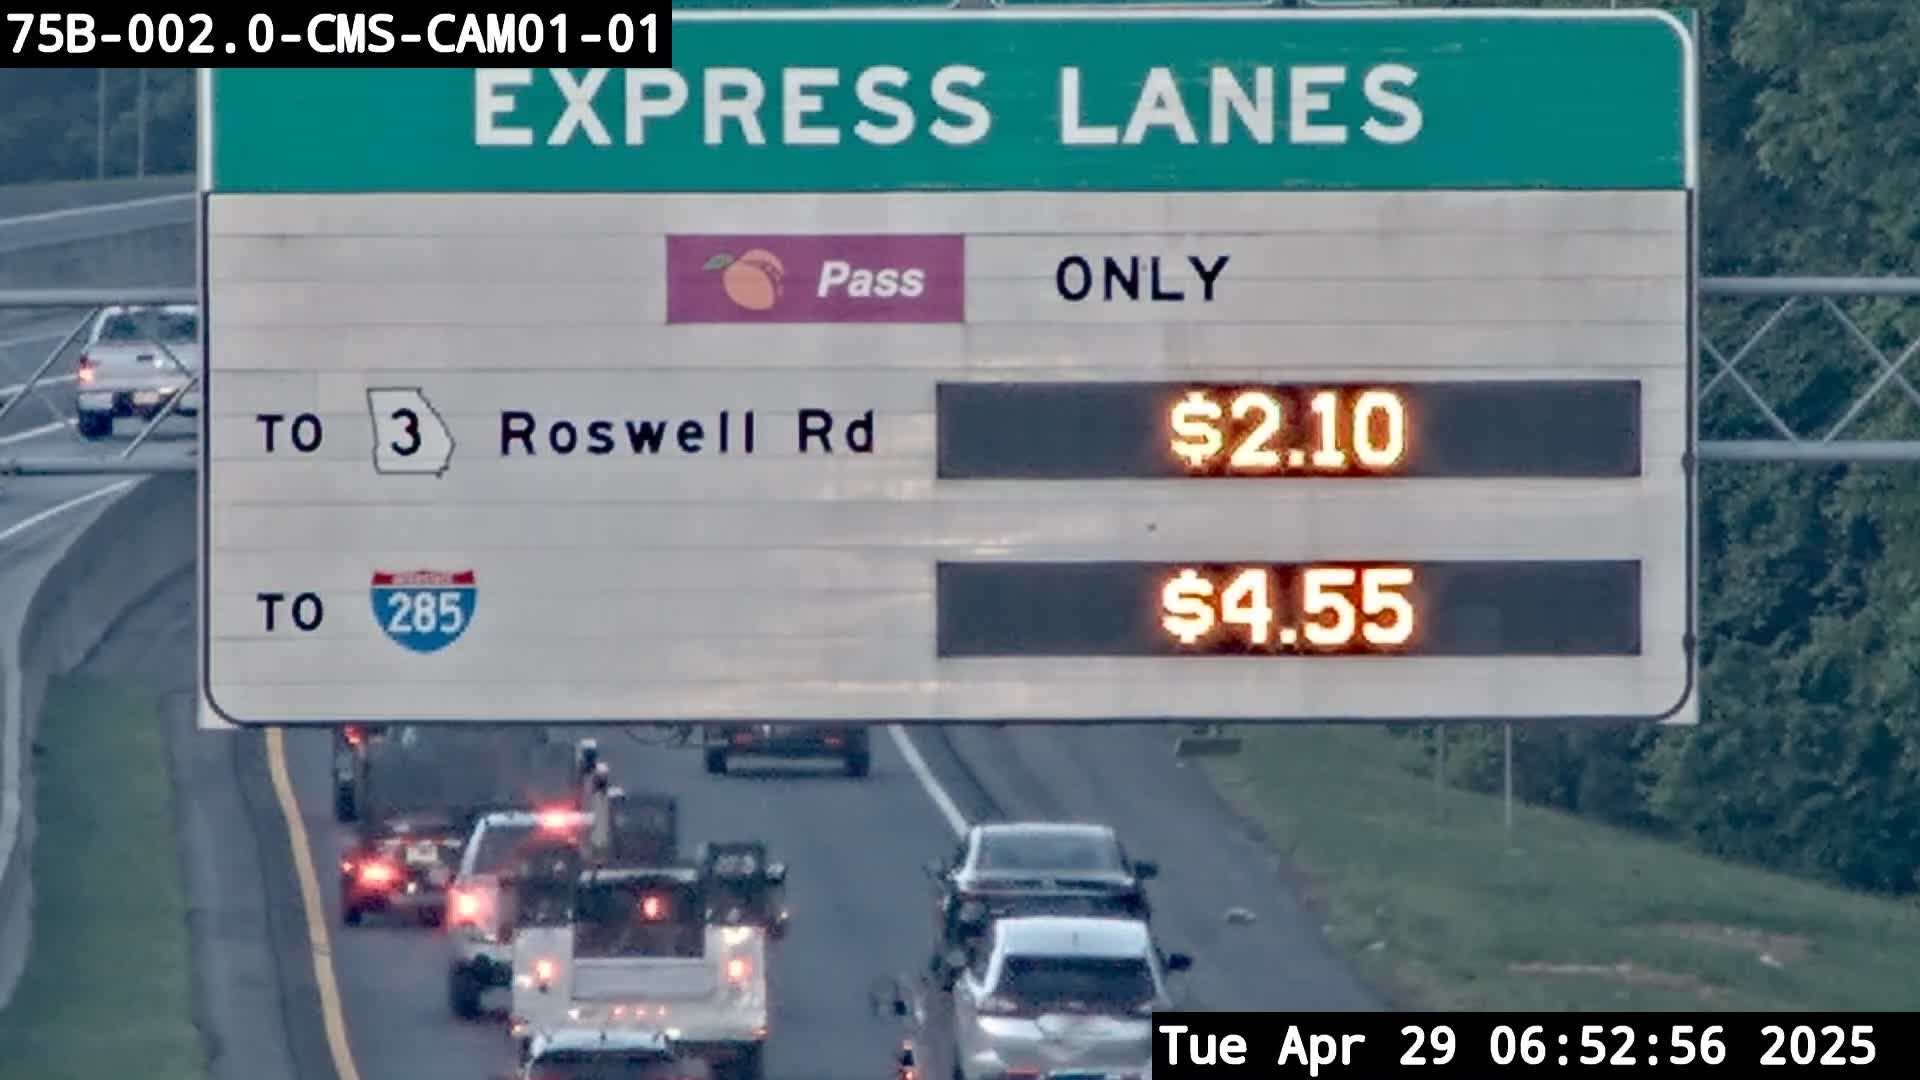 75B-002.0-CMS-CAM01-01
EXPRESS LANES
Pass ONLY
TO 3 Roswell Rd $2.10
TO 285 $4.55
Tue Apr 29 06:52:56 2025